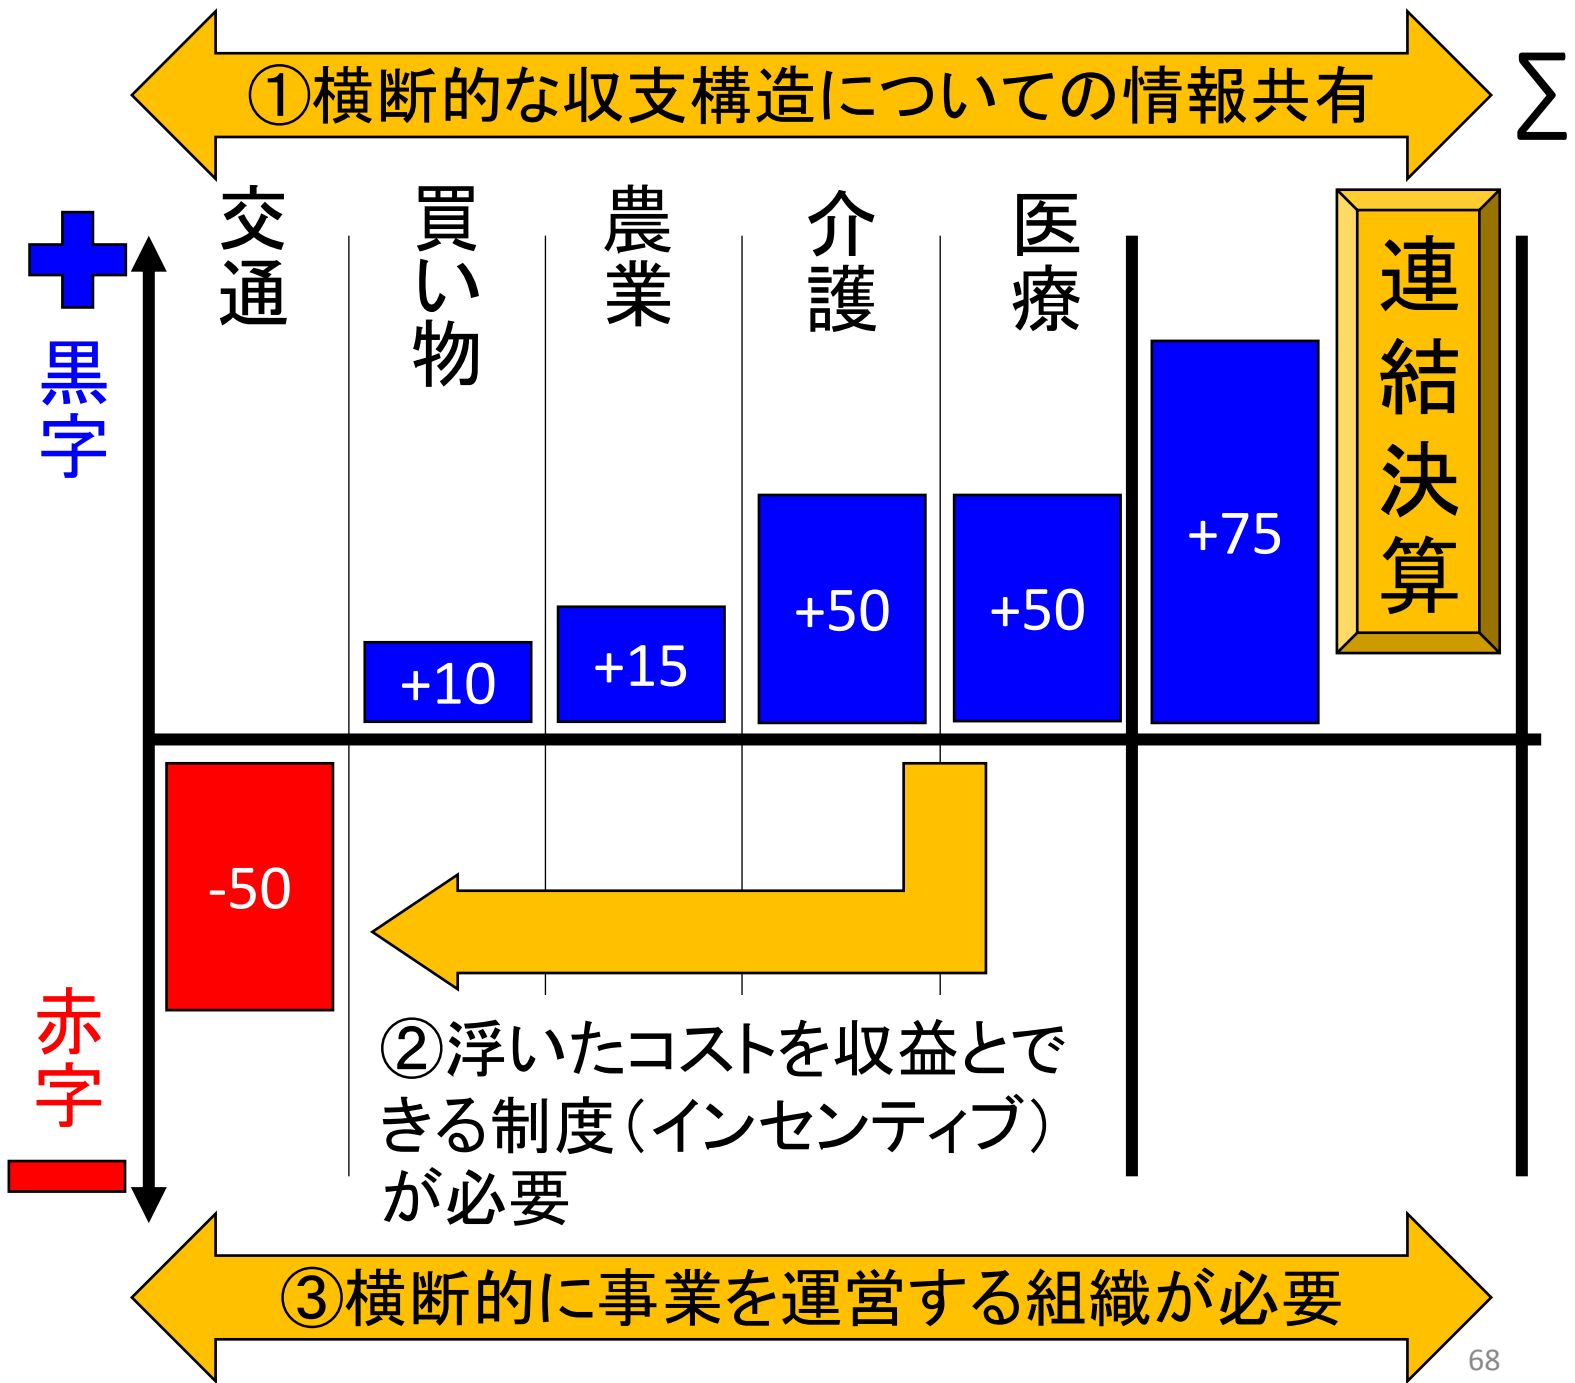 ①横断的な収支構造についての情報共有
∑
交通
買い物
農業
介護
医療
連結決算
黒字
+10
+15
+50
+50
+75
-50
赤字
②浮いたコストを収益とで
きる制度（インセンティブ）
が必要
③横断的に事業を運営する組織が必要
68